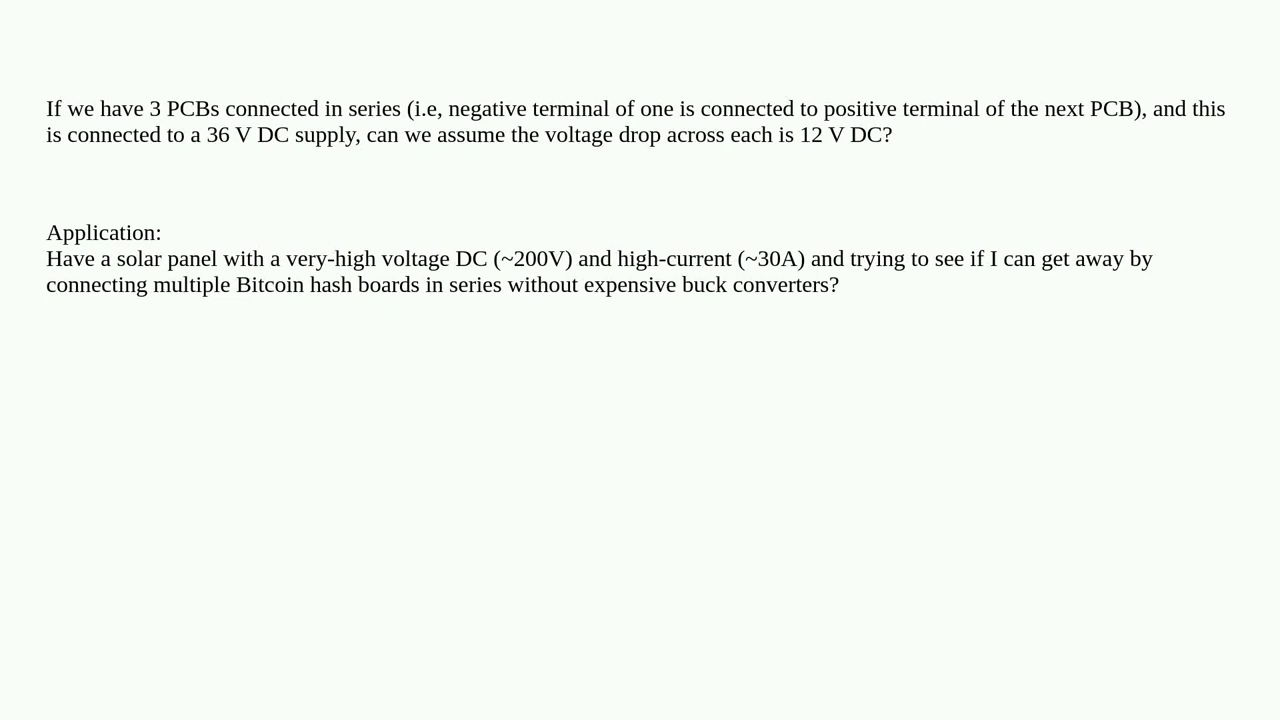 If we have 3 PCBs connected in series (i.e, negative terminal of one is connected to positive terminal of the next PCB), and this
is connected to a 36 V DC supply, can we assume the voltage drop across each is 12 V DC?
Application:
Have a solar panel with a very-high voltage DC (~200V) and high-current (~30A) and trying to see if I can get away by
connecting multiple Bitcoin hash boards in series without expensive buck converters?